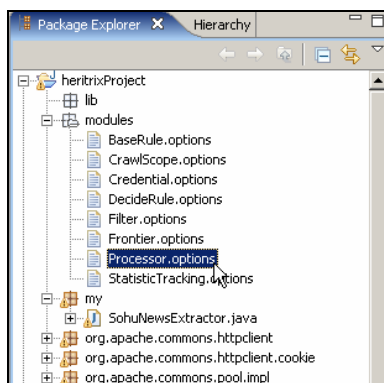 Package Explorer
Hierarchy
heritrixProject
lib
modules
BaseRule.options
CrawlScope.options
Credential.options
DecideRule.options
Filter.options
Frontier.options
Processor.options
StatisticTracking.options
my
SohuNewsExtractor.java
org.apache.commons.httpclient
org.apache.commons.httpclient.cookie
org.apache.commons.pool.impl